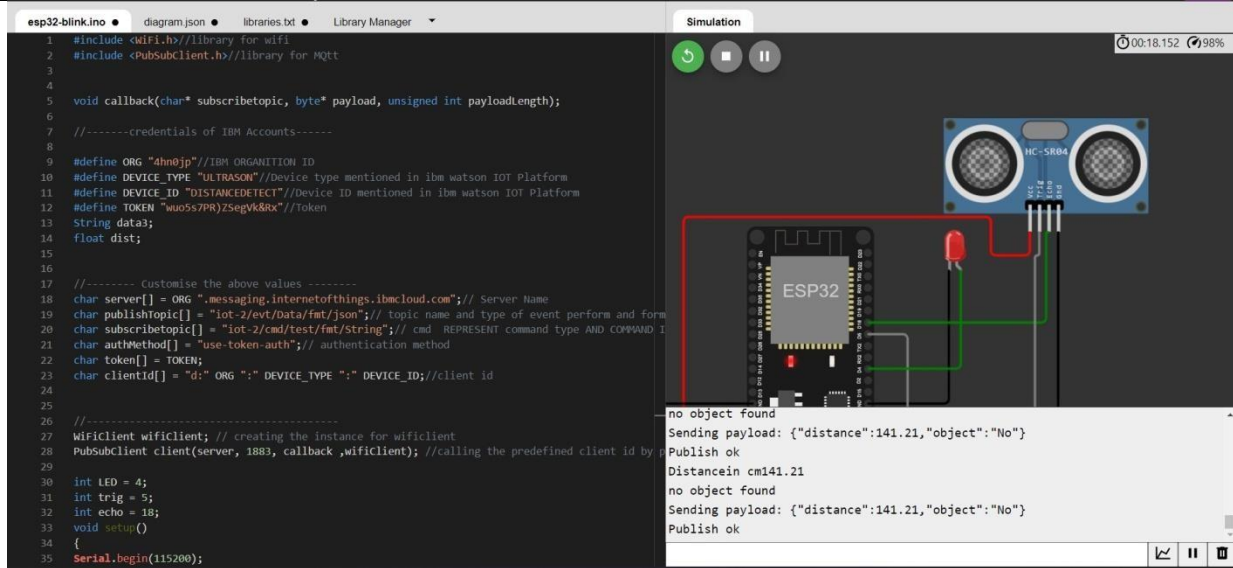 esp32-blink.ino ● diagram.json ● libraries.txt ● Library Manager ▼
1 #include <WiFi.h>//library for wifi
2 #include <PubSubClient.h>//library for MQtt
3
4
5 void callback(char* subscribetopic, byte* payload, unsigned int payloadLength);
6
7 //-------credentials of IBM Accounts------
8
9 #define ORG "4hn0jp"//IBM ORGANITION ID
10 #define DEVICE_TYPE "ULTRASON"//Device type mentioned in ibm watson IOT Platform
11 #define DEVICE_ID "DISTANCEDETECT"//Device ID mentioned in ibm watson IOT Platform
12 #define TOKEN "wuo5s7PR)ZSegVk&Rx"//Token
13 String data3;
14 float dist;
15
16
17 //-------- Customise the above values --------
18 char server[] = ORG ".messaging.internetofthings.ibmcloud.com";// Server Name
19 char publishTopic[] = "iot-2/evt/Data/fmt/json";// topic name and type of event perform and form
20 char subscribetopic[] = "iot-2/cmd/test/fmt/String";// cmd REPRESENT command type AND COMMAND I
21 char authMethod[] = "use-token-auth";// authentication method
22 char token[] = TOKEN;
23 char clientId[] = "d:" ORG ":" DEVICE_TYPE ":" DEVICE_ID;//client id
24
25
26 //-----------------------------------------
27 WiFiClient wifiClient; // creating the instance for wificlient
28 PubSubClient client(server, 1883, callback ,wifiClient); //calling the predefined client id by p
29
30 int LED = 4;
31 int trig = 5;
32 int echo = 18;
33 void setup()
34 {
35 Serial.begin(115200);
Simulation
00:18.152 98%
HC-SR04
Vcc
Trig
Echo
Gnd
ESP32
no object found
Sending payload: {"distance":141.21,"object":"No"}
Publish ok
Distancein cm141.21
no object found
Sending payload: {"distance":141.21,"object":"No"}
Publish ok